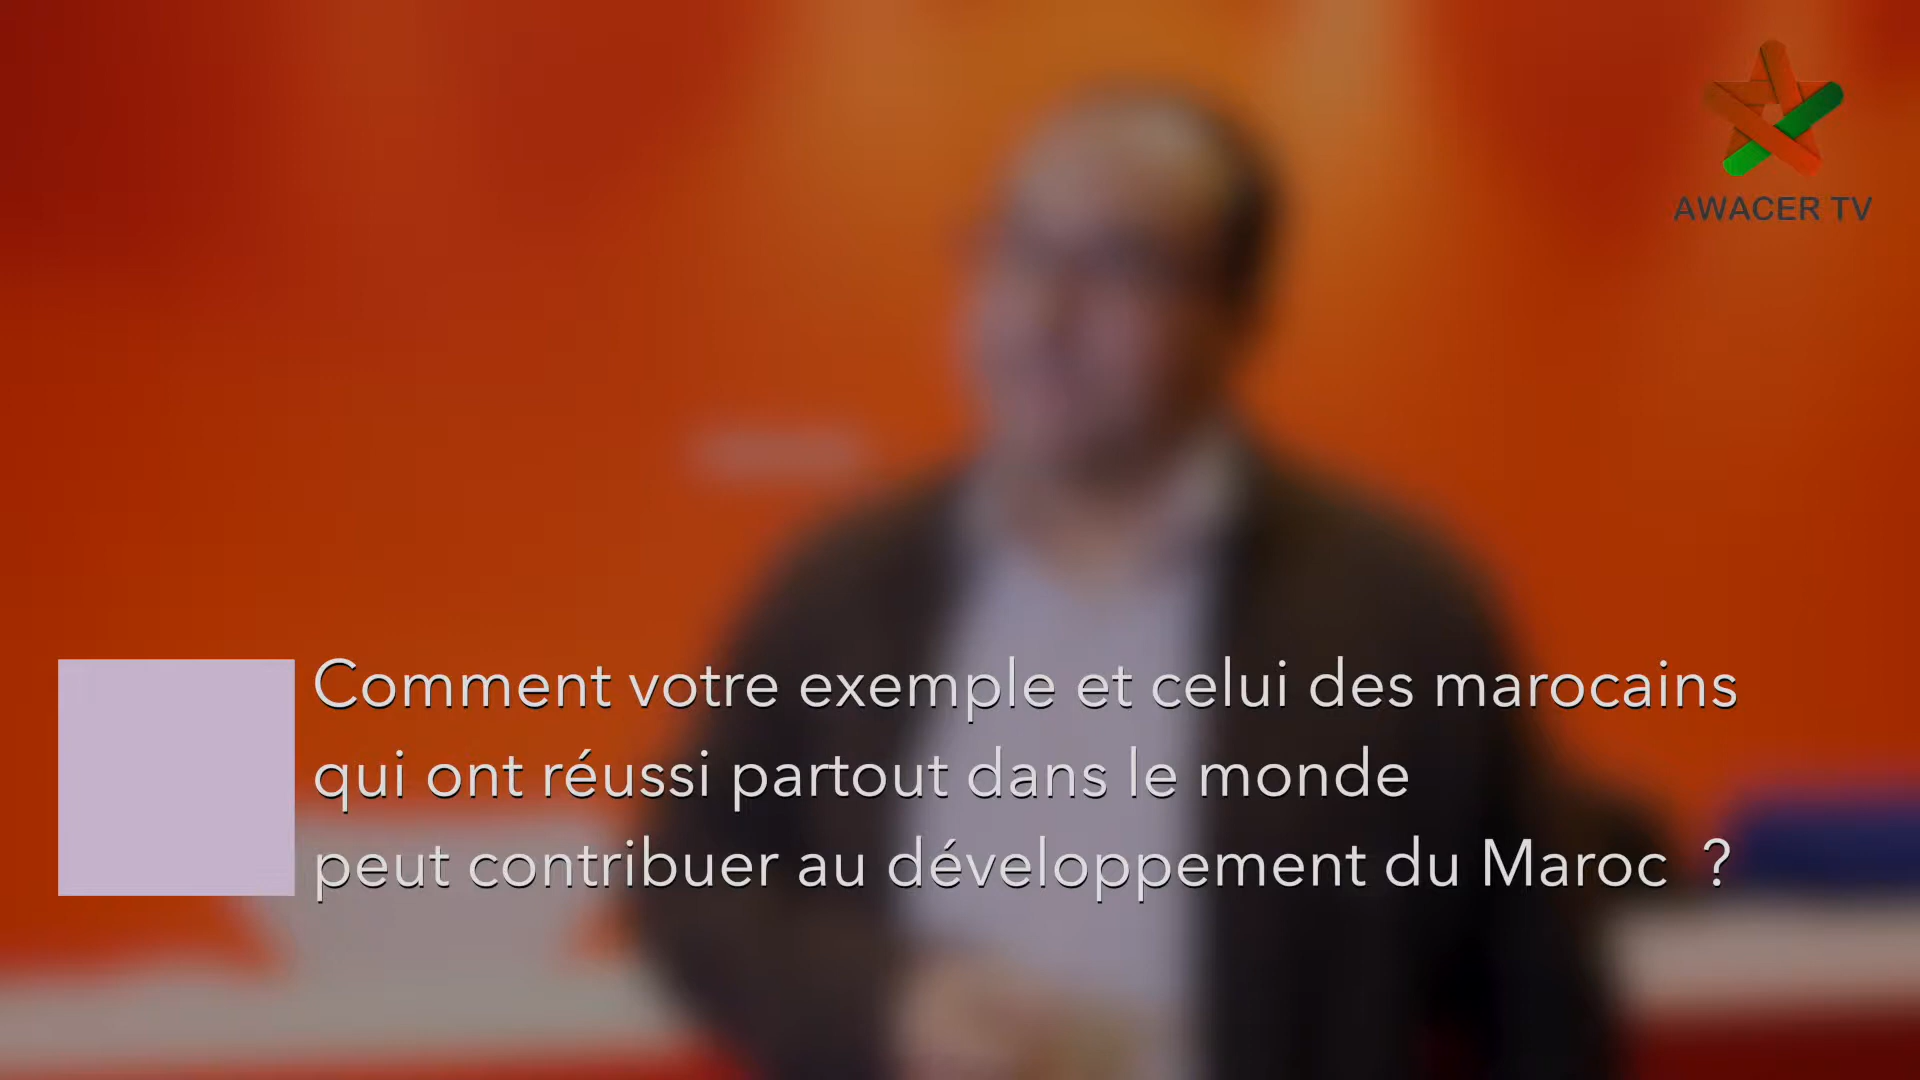 AWACER TV
Comment votre exemple et celui des marocains
qui ont réussi partout dans le monde
peut contribuer au développement du Maroc ?